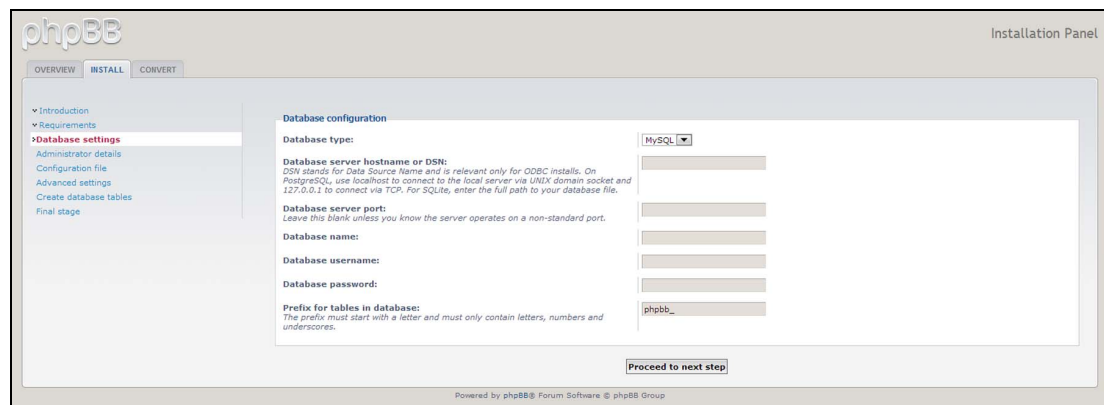 phpBB
Installation Panel
OVERVIEW INSTALL CONVERT
Introduction
Requirements
Database settings
Administrator details
Configuration file
Advanced settings
Create database tables
Final stage
Database configuration
Database type:
MySQL
Database server hostname or DSN:
DSN stands for Data Source Name and is relevant only for ODBC installs. On
PostgreSQL, use localhost to connect to the local server via UNIX domain socket and
127.0.0.1 to connect via TCP. For SQLite, enter the full path to your database file.
Database server port:
Leave this blank unless you know the server operates on a non-standard port.
Database name:
Database username:
Database password:
Prefix for tables in database:
phpbb_
The prefix must start with a letter and must only contain letters, numbers and
underscores.
Proceed to next step
Powered by phpBB® Forum Software © phpBB Group